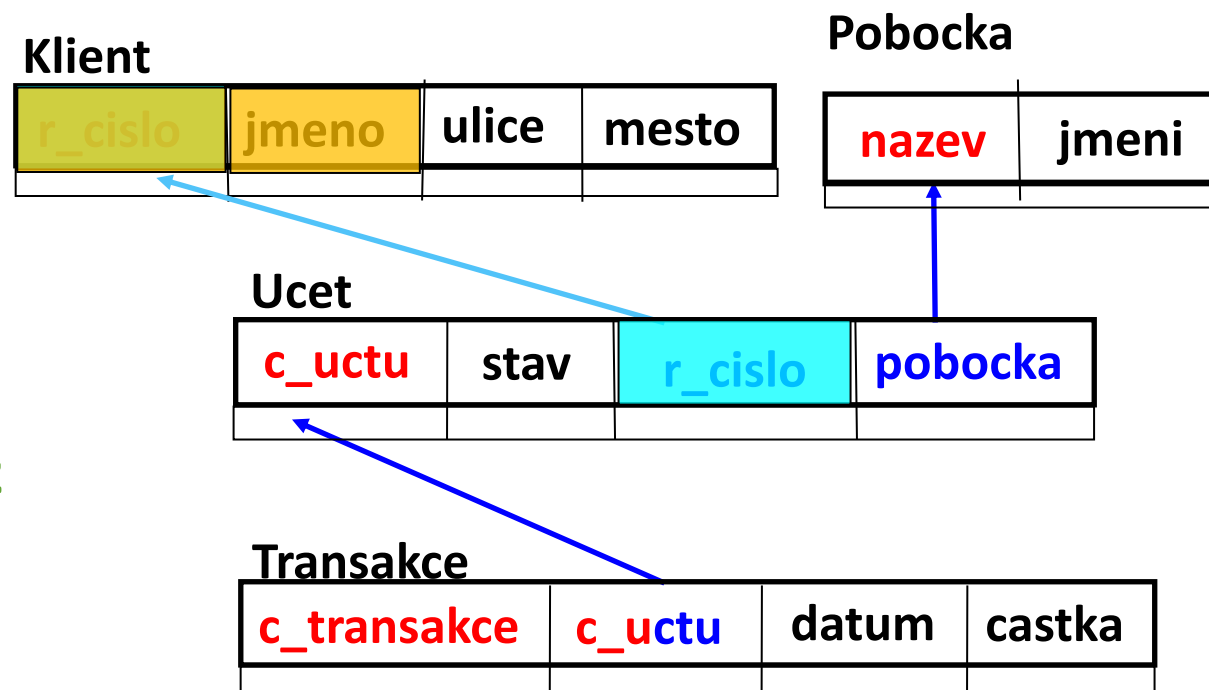 Klient
Pobocka
r_cislo jmeno ulice mesto
nazev jmeni
Ucet
c_uctu stav r_cislo pobocka
Transakce
c_transakce c_uctu datum castka